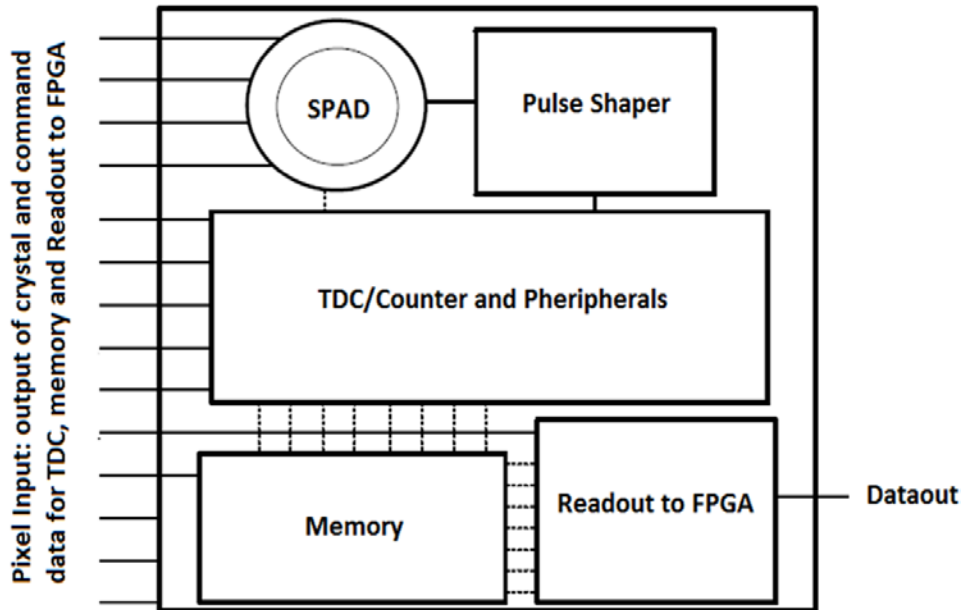 Pixel Input: output of crystal and command
data for TDC, memory and Readout to FPGA
SPAD
Pulse Shaper
TDC/Counter and Pheripherals
Memory
Readout to FPGA
Dataout